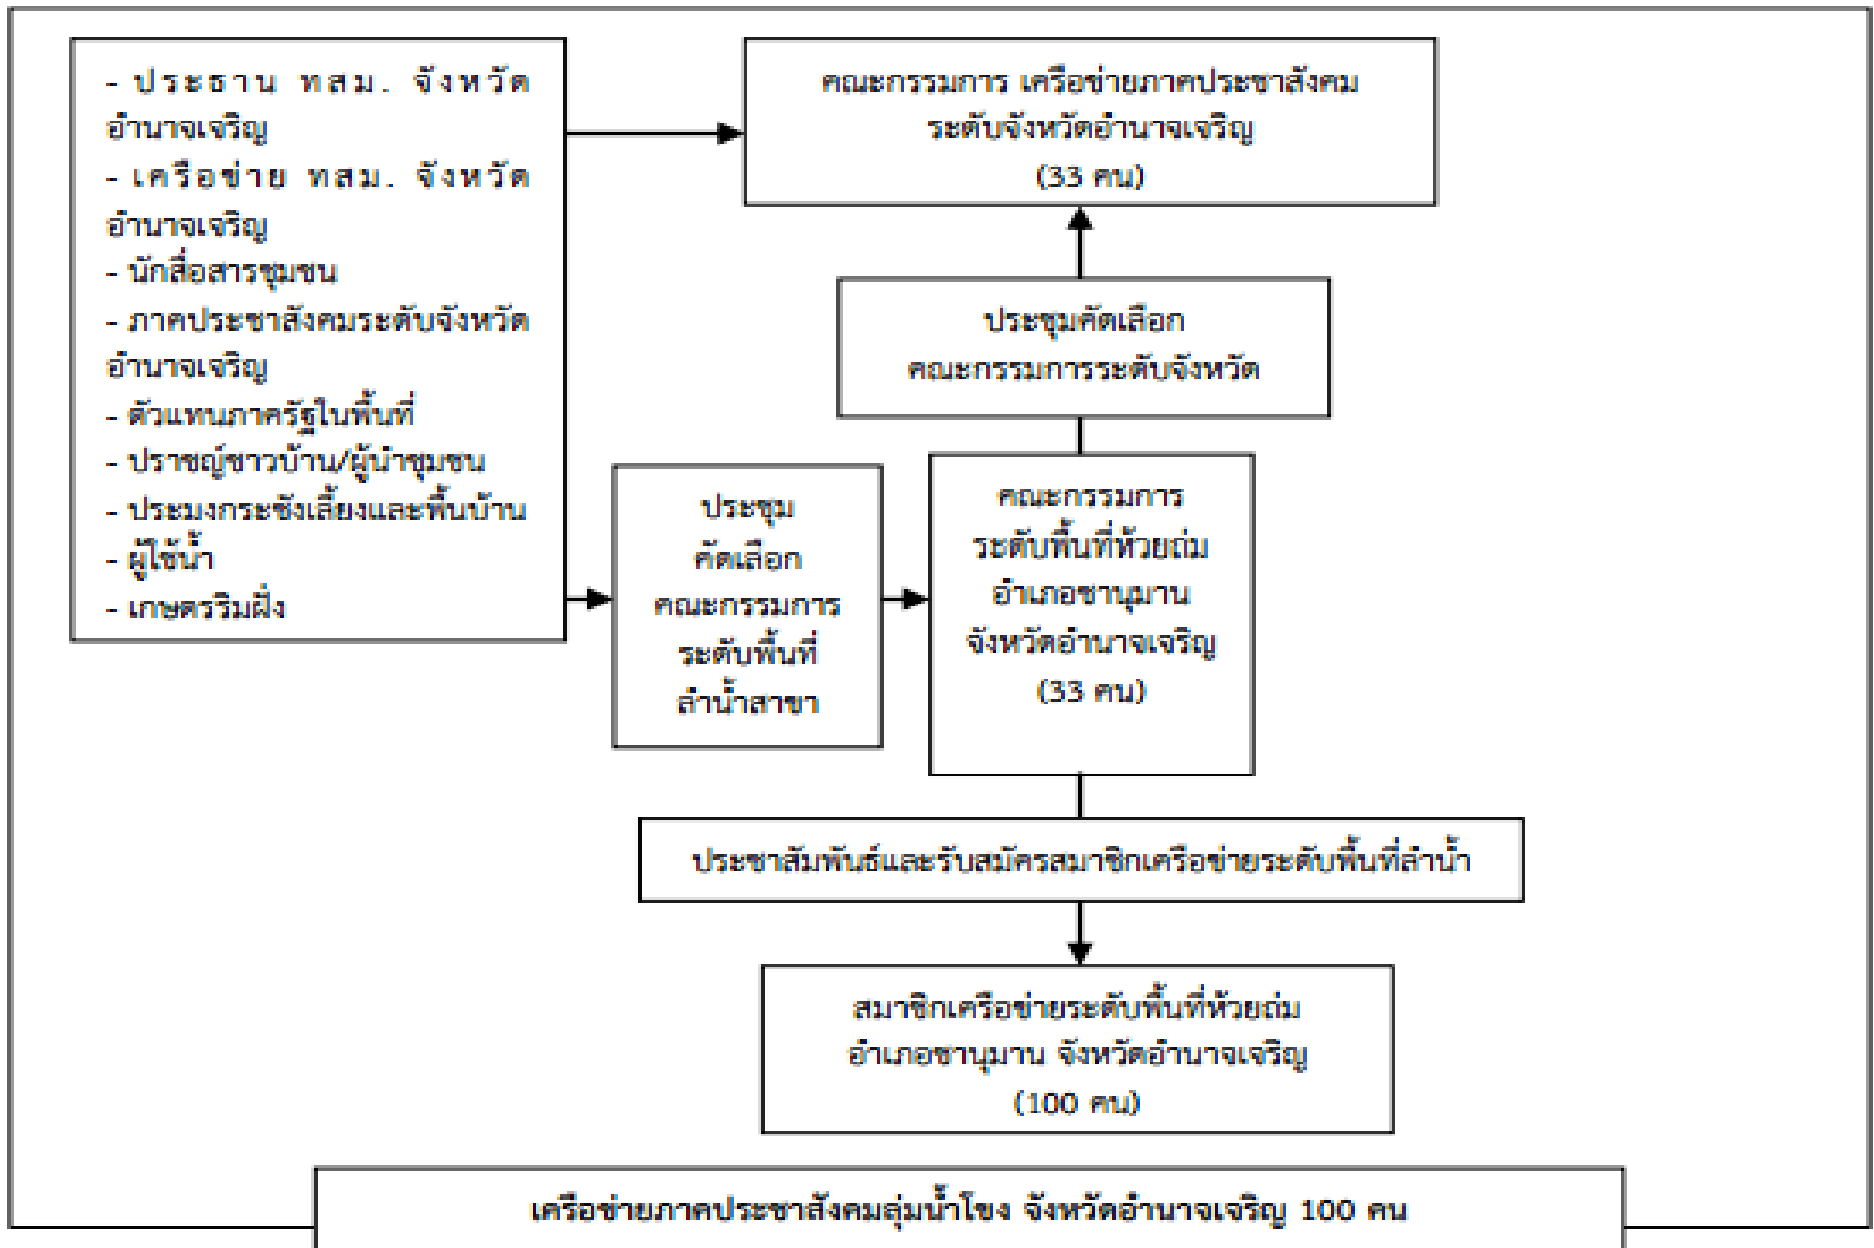 - ประธาน ทสม. จังหวัด
อำนาจเจริญ
- เครือข่าย ทสม. จังหวัด
อำนาจเจริญ
- นักสื่อสารชุมชน
- ภาคประชาสังคมระดับจังหวัด
อำนาจเจริญ
- ตัวแทนภาครัฐในพื้นที่
- ปราชญ์ชาวบ้าน/ผู้นำชุมชน
- ประมงกระชังเลี้ยงและพื้นบ้าน
- ผู้ใช้น้ำ
- เกษตรริมฝั่ง
คณะกรรมการ เครือข่ายภาคประชาสังคม
ระดับจังหวัดอำนาจเจริญ
(33 คน)
ประชุมคัดเลือก
คณะกรรมการระดับจังหวัด
ประชุม
คัดเลือก
คณะกรรมการ
ระดับพื้นที่
ลำน้ำสาขา
คณะกรรมการ
ระดับพื้นที่ห้วยถ่ม
อำเภอชานุมาน
จังหวัดอำนาจเจริญ
(33 คน)
ประชาสัมพันธ์และรับสมัครสมาชิกเครือข่ายระดับพื้นที่ลำน้ำ
สมาชิกเครือข่ายระดับพื้นที่ห้วยถ่ม
อำเภอชานุมาน จังหวัดอำนาจเจริญ
(100 คน)
เครือข่ายภาคประชาสังคมลุ่มน้ำโขง จังหวัดอำนาจเจริญ 100 คน